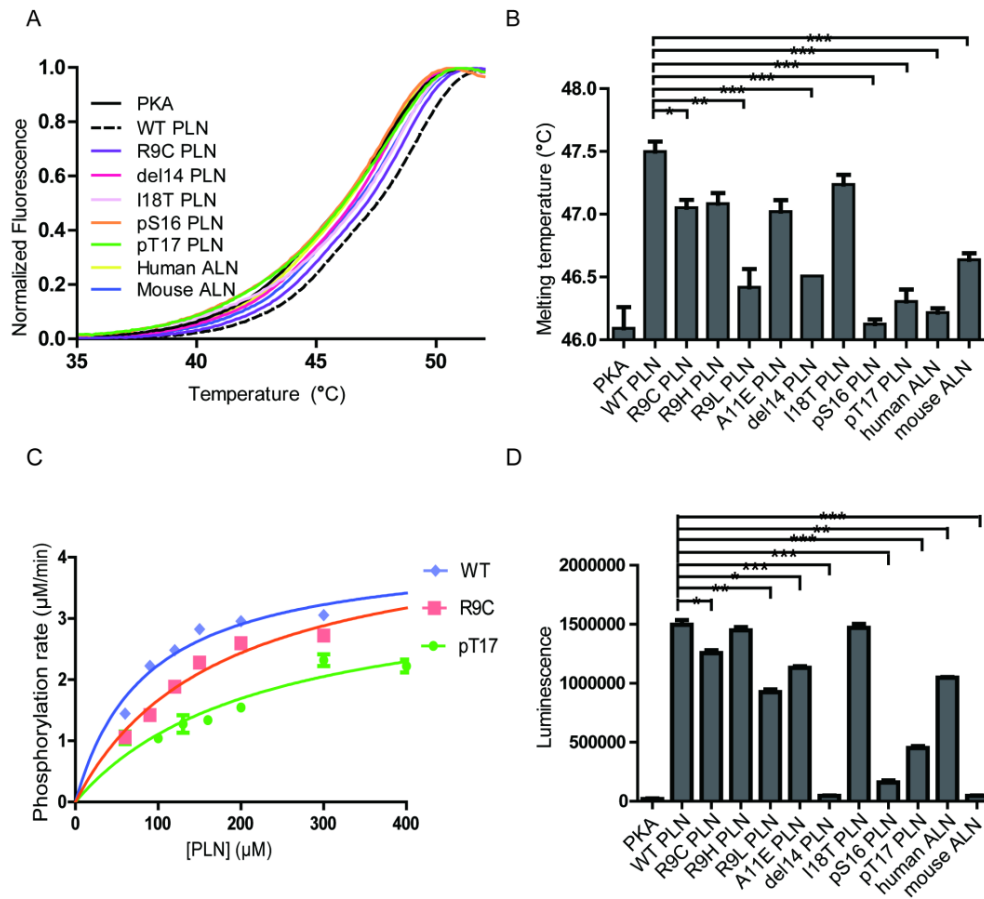 A
Normalized Fluorescence
1.0
0.8
0.6
0.4
0.2
0.0
35
40
45
50
Temperature (°C)
PKA
WT PLN
R9C PLN
del14 PLN
I18T PLN
pS16 PLN
pT17 PLN
Human ALN
Mouse ALN
B
Melting temperature (°C)
48.0
47.5
47.0
46.5
46.0
***
***
***
***
***
**
*
PKA
WT PLN
R9C PLN
R9H PLN
R9L PLN
A11E PLN
del14 PLN
I18T PLN
pS16 PLN
pT17 PLN
human ALN
mouse ALN
C
Phosphorylation rate (µM/min)
4
3
2
1
0
0
100
200
300
400
[PLN] (µM)
WT
R9C
pT17
D
Luminescence
2000000
1500000
1000000
500000
0
***
**
***
***
***
*
**
*
PKA
WT PLN
R9C PLN
R9H PLN
R9L PLN
A11E PLN
del14 PLN
I18T PLN
pS16 PLN
pT17 PLN
human ALN
mouse ALN